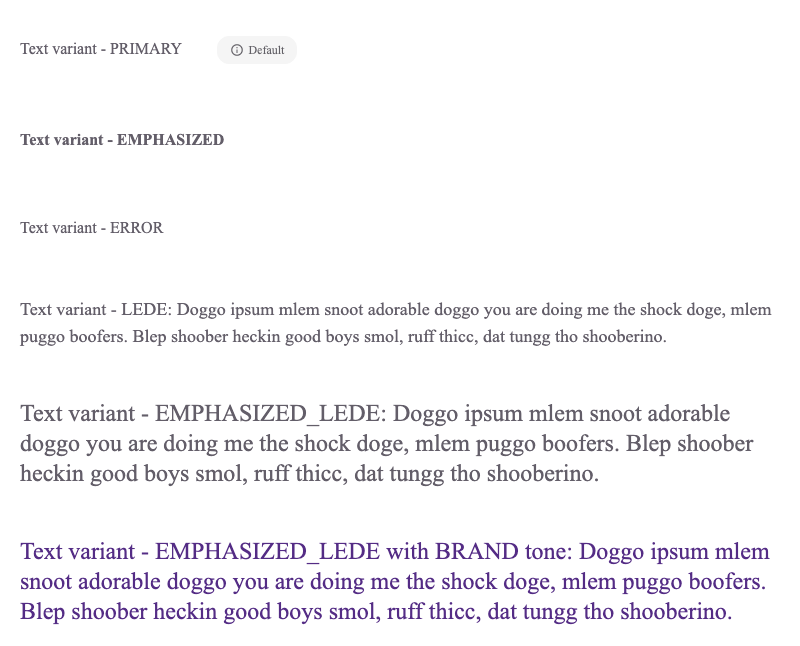 Text variant - PRIMARY Default
Text variant - EMPHASIZED
Text variant - ERROR
Text variant - LEDE: Doggo ipsum mlem snoot adorable doggo you are doing me the shock doge, mlem
puggo boofers. Blep shoober heckin good boys smol, ruff thicc, dat tungg tho shooberino.
Text variant - EMPHASIZED_LEDE: Doggo ipsum mlem snoot adorable
doggo you are doing me the shock doge, mlem puggo boofers. Blep shoober
heckin good boys smol, ruff thicc, dat tungg tho shooberino.
Text variant - EMPHASIZED_LEDE with BRAND tone: Doggo ipsum mlem
snoot adorable doggo you are doing me the shock doge, mlem puggo boofers.
Blep shoober heckin good boys smol, ruff thicc, dat tungg tho shooberino.